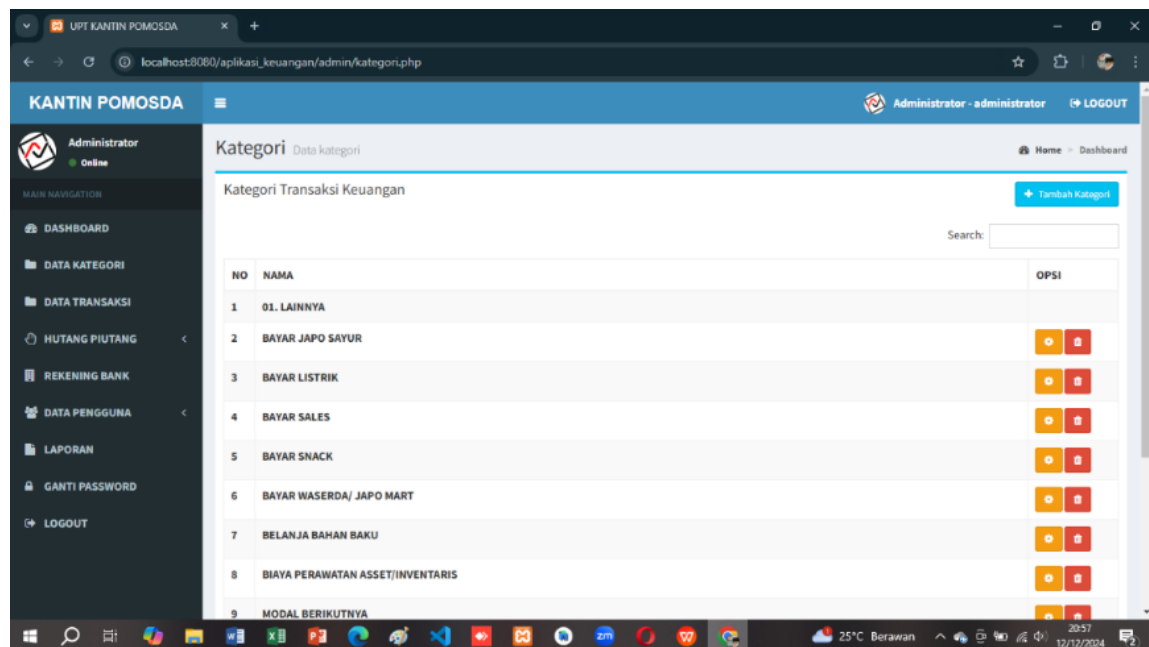 UPT KANTIN POMOSDA
localhost:8080/aplikasi_keuangan/admin/kategori.php
KANTIN POMOSDA
Administrator - administrator
LOGOUT
Administrator
Online
Kategori Data kategori
Home > Dashboard
MAIN NAVIGATION
DASHBOARD
DATA KATEGORI
DATA TRANSAKSI
HUTANG PIUTANG
REKENING BANK
DATA PENGGUNA
LAPORAN
GANTI PASSWORD
LOGOUT
Kategori Transaksi Keuangan
+ Tambah Kategori
Search:
NO NAMA OPSI
1 01. LAINNYA
2 BAYAR JAPO SAYUR
3 BAYAR LISTRIK
4 BAYAR SALES
5 BAYAR SNACK
6 BAYAR WASERDA/ JAPO MART
7 BELANJA BAHAN BAKU
8 BIAYA PERAWATAN ASSET/INVENTARIS
9 MODAL BERIKUTNYA
zm
25°C Berawan
20:57
12/12/2024
2